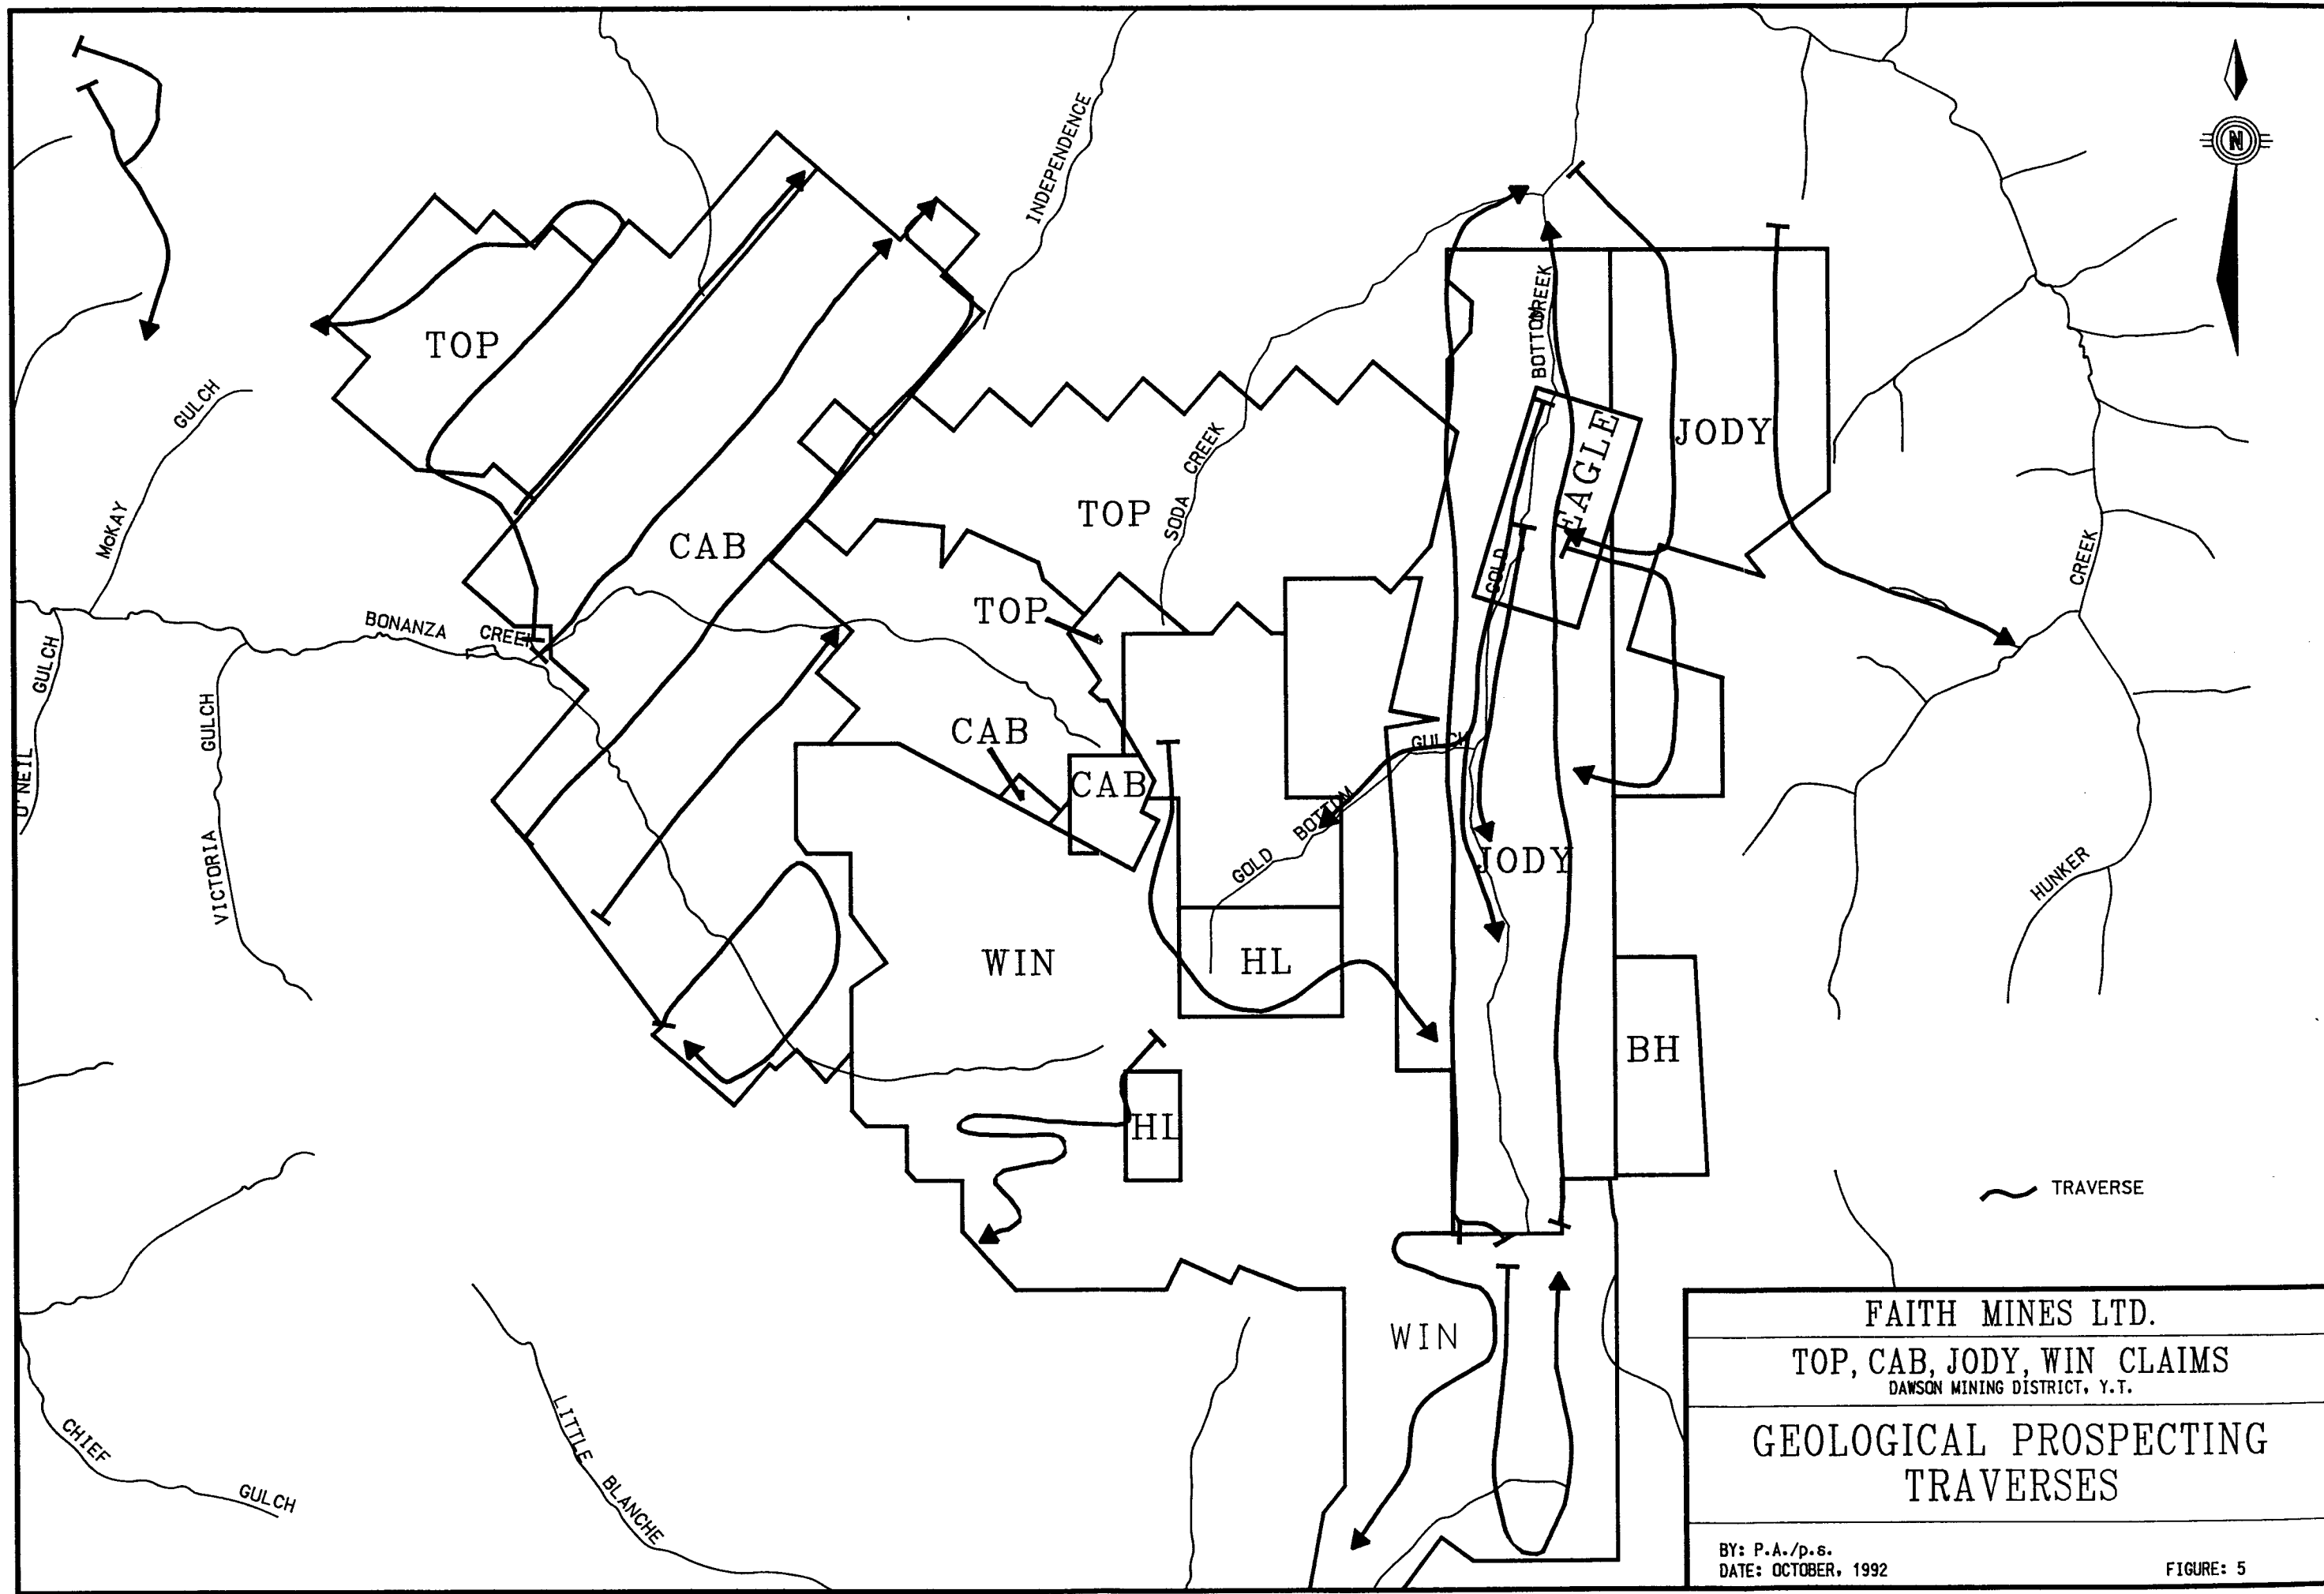 N
INDEPENDENCE
TOP
BOTTOM CREEK
McKAY GULCH
EAGLE
JODY
SODA CREEK
TOP
CAB
GOLD
CREEK
TOP
BONANZA CREEK
O'NEIL GULCH
VICTORIA GULCH
CAB
CAB
GULCH
GOLD BOTTOM
JODY
HUNKER
WIN
HL
BH
HL
TRAVERSE
WIN
CHIEF GULCH
LITTLE BLANCHE
FAITH MINES LTD.
TOP, CAB, JODY, WIN CLAIMS
DAWSON MINING DISTRICT, Y.T.
GEOLOGICAL PROSPECTING
TRAVERSES
BY: P.A./p.s.
DATE: OCTOBER, 1992
FIGURE: 5